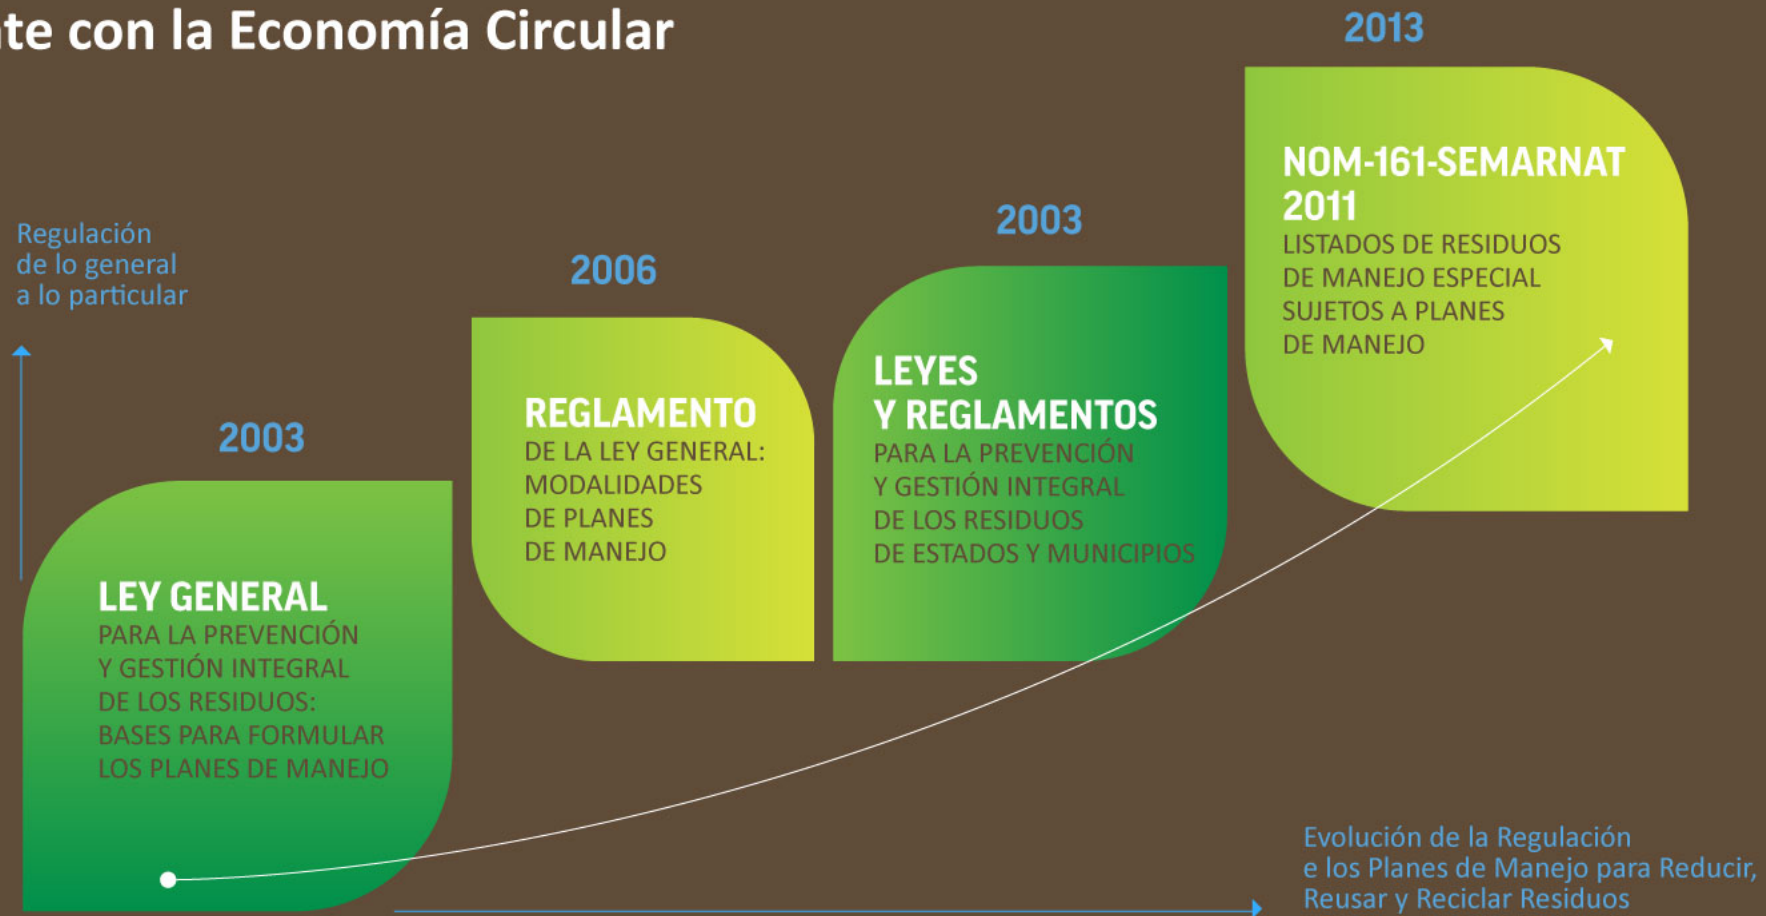 con la Economía Circular
2003
LEY GENERAL
PARA LA PREVENCIÓN
Y GESTIÓN INTEGRAL
DE LOS RESIDUOS:
BASES PARA FORMULAR
LOS PLANES DE MANEJO
2006
REGLAMENTO
DE LA LEY GENERAL:
MODALIDADES
DE PLANES
DE MANEJO
2003
LEYES
Y REGLAMENTOS
PARA LA PREVENCIÓN
Y GESTIÓN INTEGRAL
DE LOS RESIDUOS
DE ESTADOS Y MUNICIPIOS
2013
NOM-161-SEMARNAT
2011
LISTADOS DE RESIDUOS
DE MANEJO ESPECIAL
SUJETOS A PLANES
DE MANEJO
Regulación
de lo general
a lo particular
Evolución de la Regulación
e los Planes de Manejo para Reducir,
Reusar y Reciclar Residuos